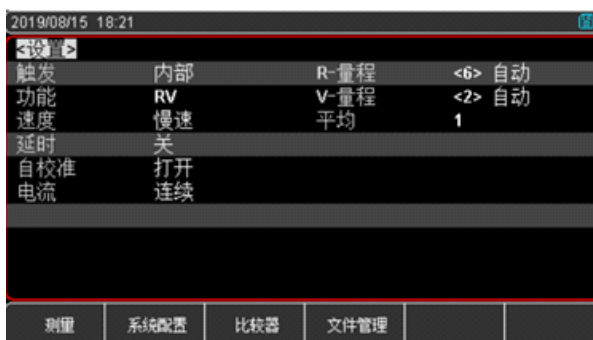 2019/08/15 18:21
<设置>
触发 内部 R-量程 <6> 自动
功能 RV V-量程 <2> 自动
速度 慢速 平均 1
延时 关
自校准 打开
电流 连续
测量 系统配置 比较器 文件管理